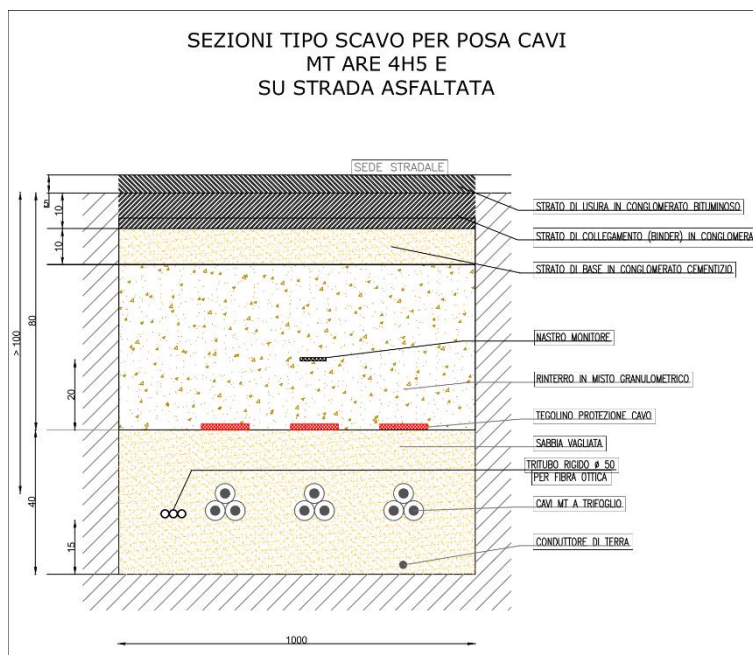 SEZIONI TIPO SCAVO PER POSA CAVI
MT ARE 4H5 E
SU STRADA ASFALTATA
SEDE STRADALE
5
10
10
80
> 100
20
40
15
1000
STRATO DI USURA IN CONGLOMERATO BITUMINOSO
STRATO DI COLLEGAMENTO (BINDER) IN CONGLOMERA
STRATO DI BASE IN CONGLOMERATO CEMENTIZIO
NASTRO MONITORE
RINTERRO IN MISTO GRANULOMETRICO
TEGOLINO PROTEZIONE CAVO
SABBIA VAGLIATA
TRITUBO RIGIDO ø 50
PER FIBRA OTTICA
CAVI MT A TRIFOGLIO
CONDUTTORE DI TERRA